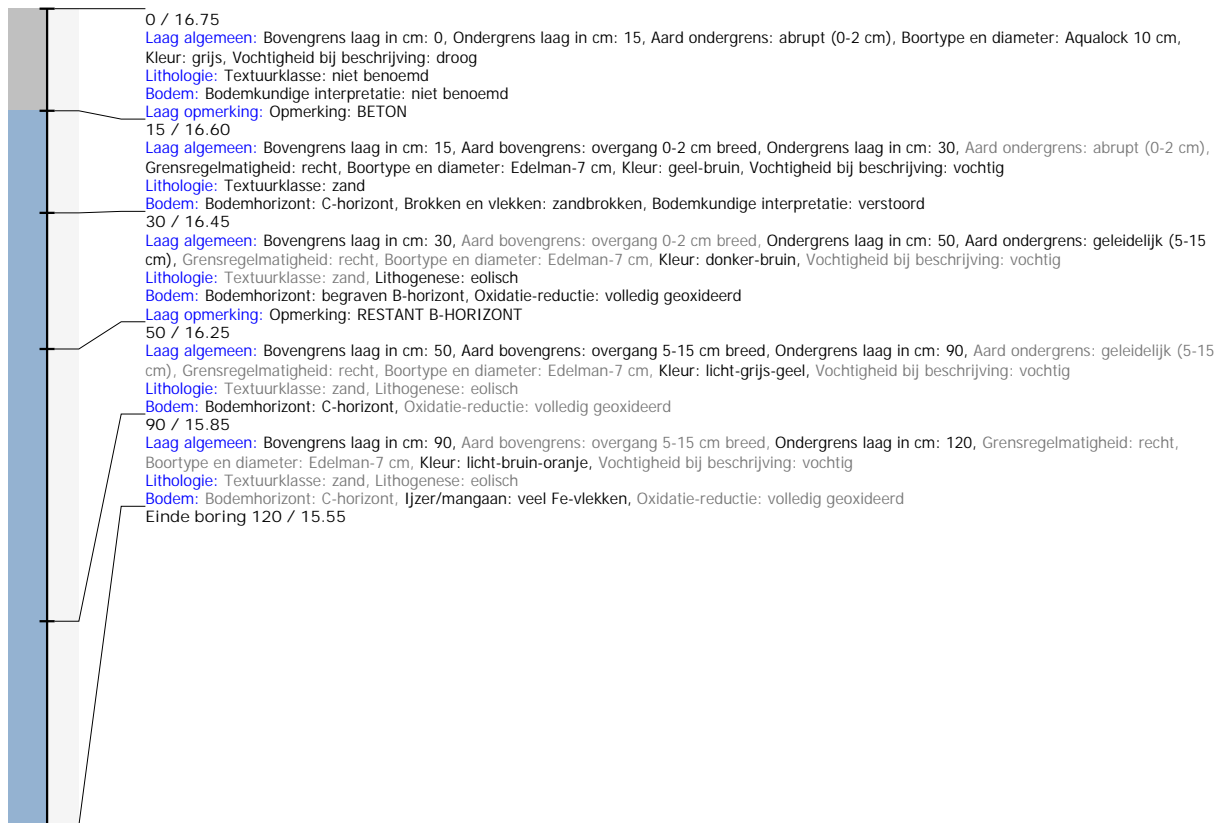 0 / 16.75
Laag algemeen: Bovengrens laag in cm: 0, Ondergrens laag in cm: 15, Aard ondergrens: abrupt (0-2 cm), Boortype en diameter: Aqualock 10 cm,
Kleur: grijs, Vochtigheid bij beschrijving: droog
Lithologie: Textuurklasse: niet benoemd
Bodem: Bodemkundige interpretatie: niet benoemd
Laag opmerking: Opmerking: BETON
15 / 16.60
Laag algemeen: Bovengrens laag in cm: 15, Aard bovengrens: overgang 0-2 cm breed, Ondergrens laag in cm: 30, Aard ondergrens: abrupt (0-2 cm),
Grensregelmatigheid: recht, Boortype en diameter: Edelman-7 cm, Kleur: geel-bruin, Vochtigheid bij beschrijving: vochtig
Lithologie: Textuurklasse: zand
Bodem: Bodemhorizont: C-horizont, Brokken en vlekken: zandbrokken, Bodemkundige interpretatie: verstoord
30 / 16.45
Laag algemeen: Bovengrens laag in cm: 30, Aard bovengrens: overgang 0-2 cm breed, Ondergrens laag in cm: 50, Aard ondergrens: geleidelijk (5-15
cm), Grensregelmatigheid: recht, Boortype en diameter: Edelman-7 cm, Kleur: donker-bruin, Vochtigheid bij beschrijving: vochtig
Lithologie: Textuurklasse: zand, Lithogenese: eolisch
Bodem: Bodemhorizont: begraven B-horizont, Oxidatie-reductie: volledig geoxideerd
Laag opmerking: Opmerking: RESTANT B-HORIZONT
50 / 16.25
Laag algemeen: Bovengrens laag in cm: 50, Aard bovengrens: overgang 5-15 cm breed, Ondergrens laag in cm: 90, Aard ondergrens: geleidelijk (5-15
cm), Grensregelmatigheid: recht, Boortype en diameter: Edelman-7 cm, Kleur: licht-grijs-geel, Vochtigheid bij beschrijving: vochtig
Lithologie: Textuurklasse: zand, Lithogenese: eolisch
Bodem: Bodemhorizont: C-horizont, Oxidatie-reductie: volledig geoxideerd
90 / 15.85
Laag algemeen: Bovengrens laag in cm: 90, Aard bovengrens: overgang 5-15 cm breed, Ondergrens laag in cm: 120, Grensregelmatigheid: recht,
Boortype en diameter: Edelman-7 cm, Kleur: licht-bruin-oranje, Vochtigheid bij beschrijving: vochtig
Lithologie: Textuurklasse: zand, Lithogenese: eolisch
Bodem: Bodemhorizont: C-horizont, Ijzer/mangaan: veel Fe-vlekken, Oxidatie-reductie: volledig geoxideerd
Einde boring 120 / 15.55